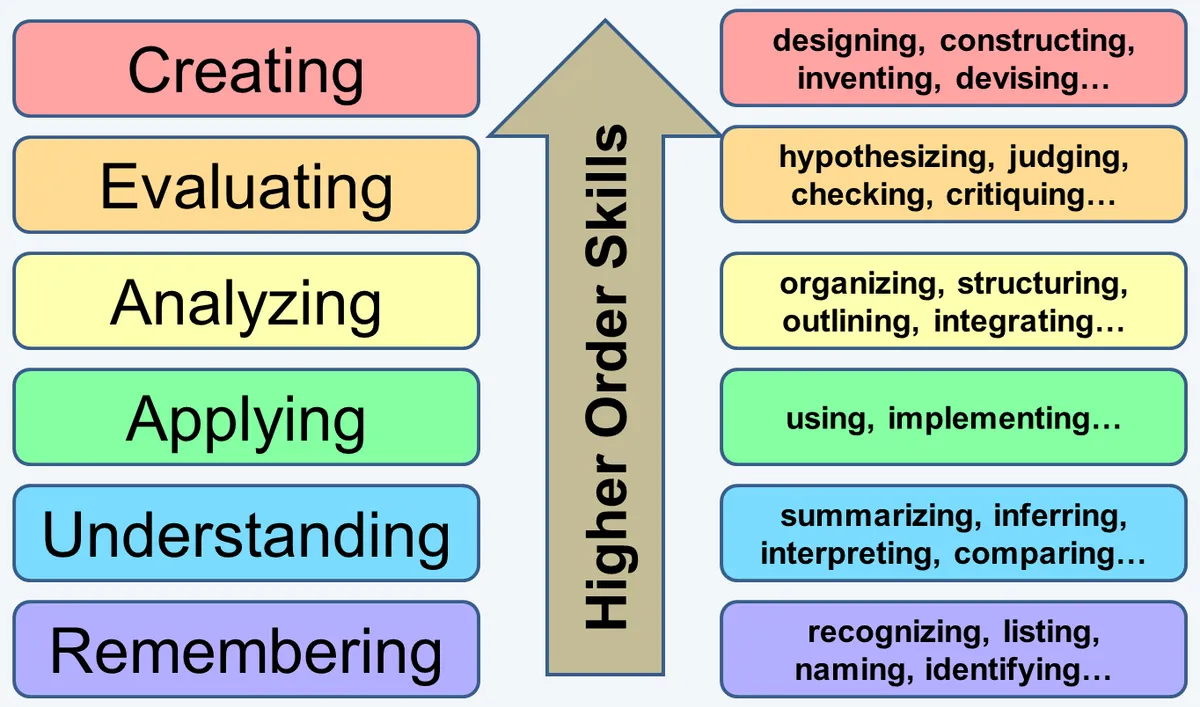 Creating
designing, constructing,
inventing, devising…
Evaluating
hypothesizing, judging,
checking, critiquing…
Analyzing
organizing, structuring,
outlining, integrating…
Applying
using, implementing…
Understanding
summarizing, inferring,
interpreting, comparing…
Remembering
recognizing, listing,
naming, identifying…
Higher Order Skills